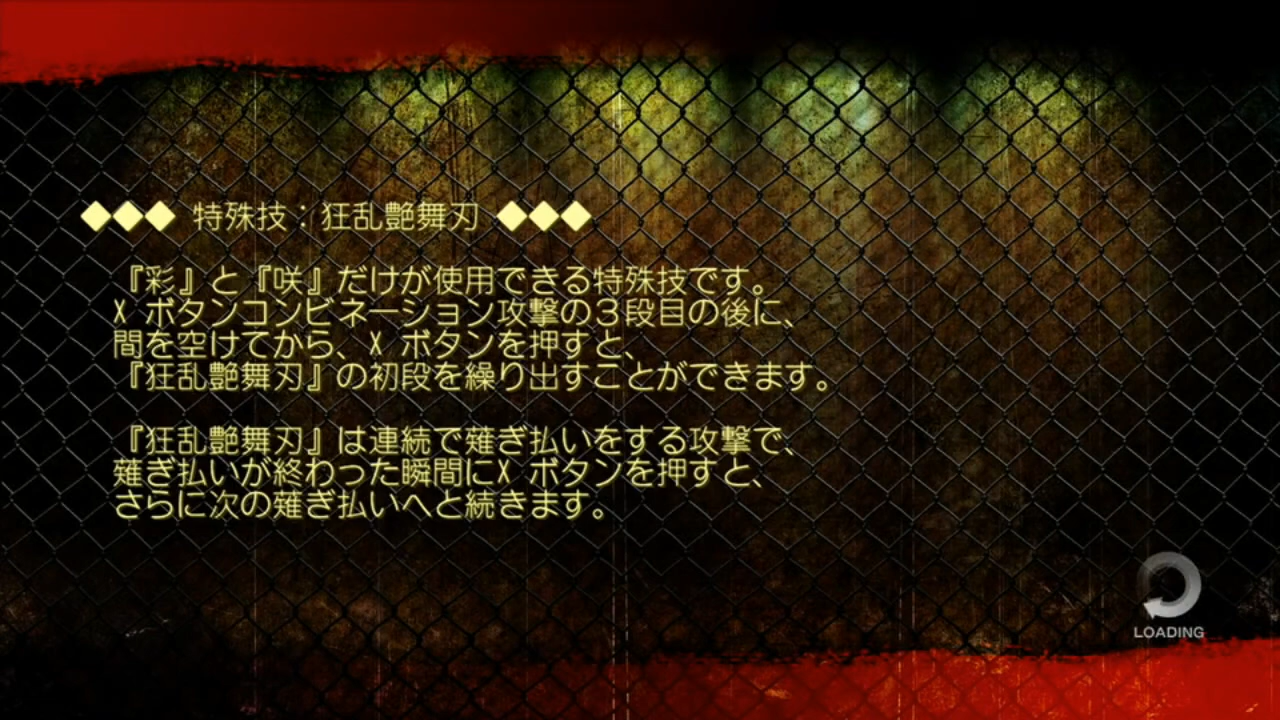 ◆◆◆ 特殊技：狂乱艶舞刃 ◆◆◆
『彩』と『咲』だけが使用できる特殊技です。
X ボタンコンビネーション攻撃の３段目の後に、
間を空けてから、X ボタンを押すと、
『狂乱艶舞刃』の初段を繰り出すことができます。
『狂乱艶舞刃』は連続で薙ぎ払いをする攻撃で、
薙ぎ払いが終わった瞬間にX ボタンを押すと、
さらに次の薙ぎ払いへと続きます。
LOADING